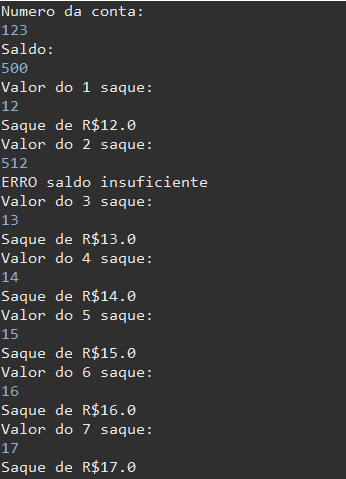 Numero da conta:
123
Saldo:
500
Valor do 1 saque:
12
Saque de R$12.0
Valor do 2 saque:
512
ERRO saldo insuficiente
Valor do 3 saque:
13
Saque de R$13.0
Valor do 4 saque:
14
Saque de R$14.0
Valor do 5 saque:
15
Saque de R$15.0
Valor do 6 saque:
16
Saque de R$16.0
Valor do 7 saque:
17
Saque de R$17.0